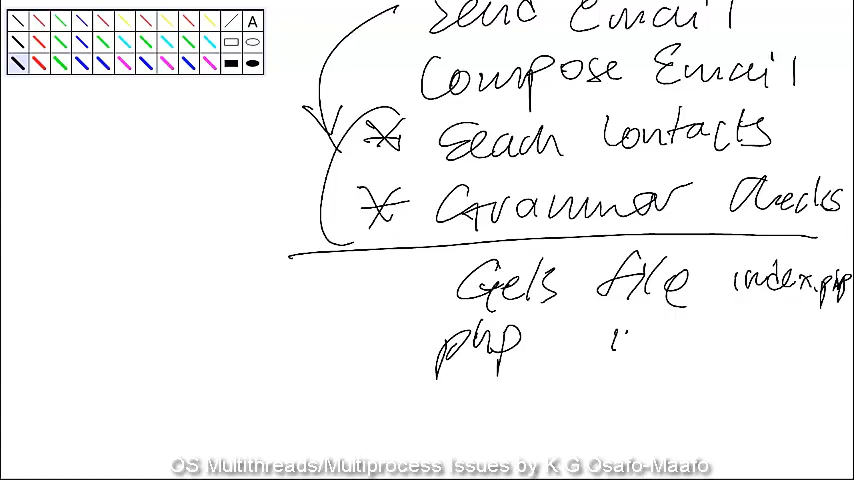 A
Send Email
Compose Email
* Seach Contacts
* Grammar Checks
Gets file index.php
php i
OS Multithreads/Multiprocess Issues by K G Osafo-Maafo